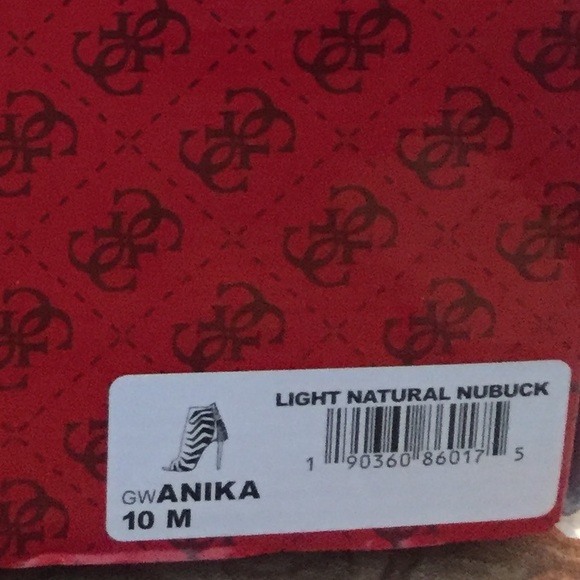 LIGHT NATURAL NUBUCK
1 90360 86017 5
GWANIKA
10 M